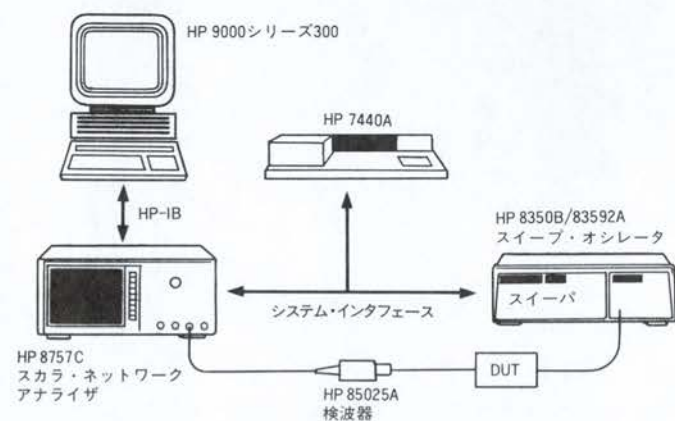 HP 9000シリーズ300
HP 7440A
HP-IB
HP 8350B/83592A
スイープ・オシレータ
スイーパ
システム・インタフェース
HP 8757C
スカラ・ネットワーク
アナライザ
DUT
HP 85025A
検波器